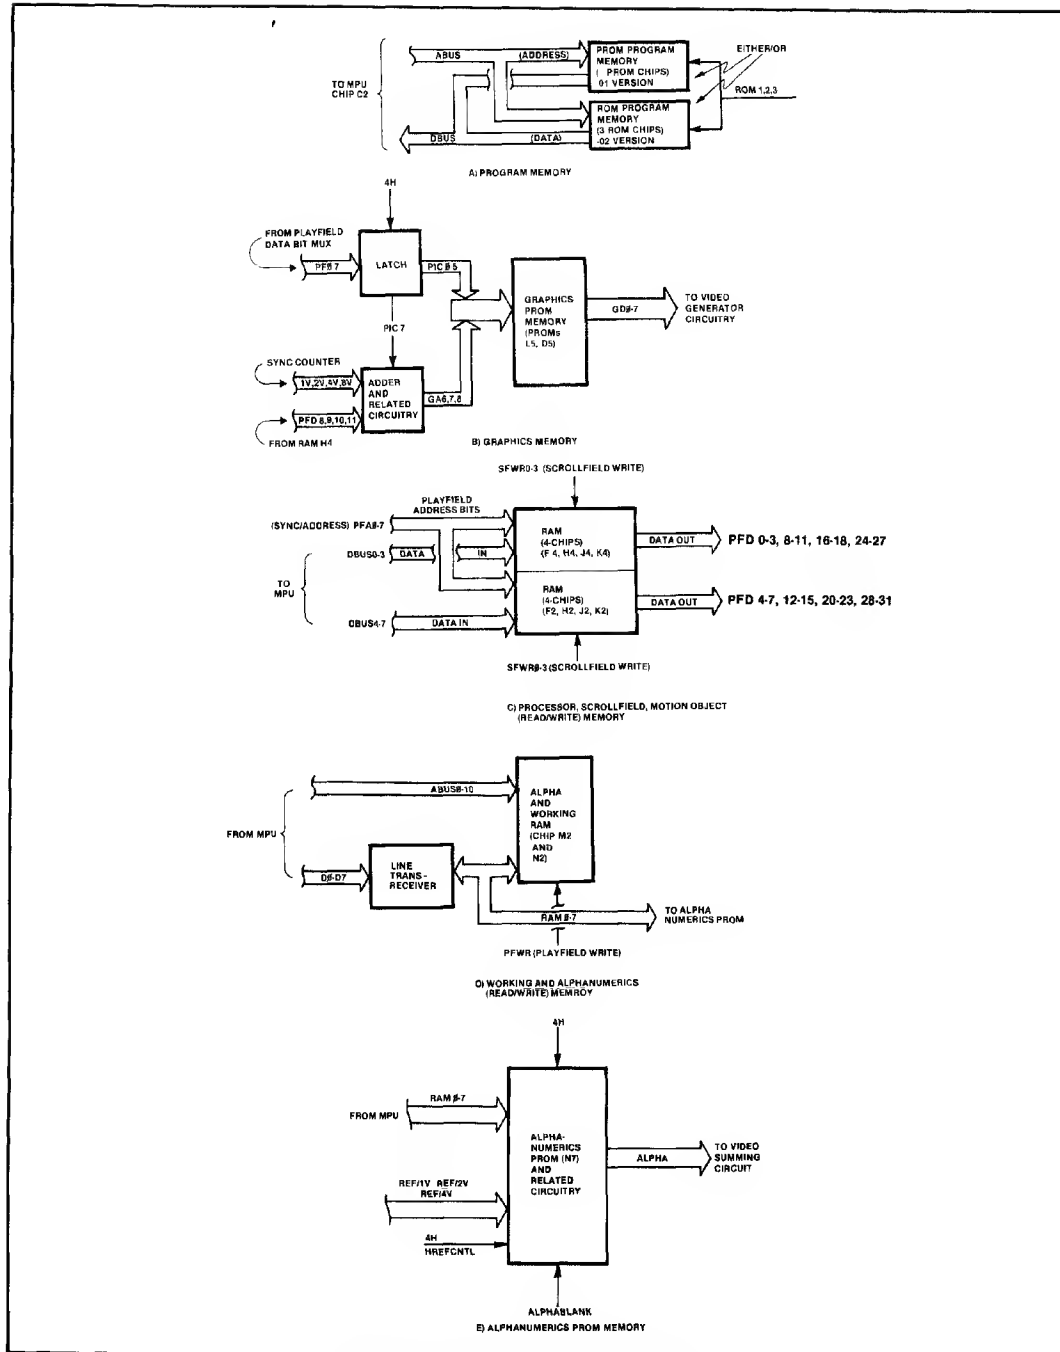 TO MPU
CHIP C2
ABUS
(ADDRESS)
DBUS
(DATA)
PROM PROGRAM
MEMORY
( PROM CHIPS)
01 VERSION
ROM PROGRAM
MEMORY
(3 ROM CHIPS)
-02 VERSION
EITHER/OR
ROM 1,2,3
A) PROGRAM MEMORY
4H
FROM PLAYFIELD
DATA BIT MUX
PFØ 7
LATCH
PIC Ø 5
PIC 7
SYNC COUNTER
1V,2V,4V,8V
PFD 8,9,10,11
FROM RAM H4
ADDER
AND
RELATED
CIRCUITRY
GA6,7,8
GRAPHICS
PROM
MEMORY
(PROMs
L5, D5)
GDØ-7
TO VIDEO
GENERATOR
CIRCUITRY
B) GRAPHICS MEMORY
SFWR0-3 (SCROLLFIELD WRITE)
PLAYFIELD
ADDRESS BITS
(SYNC/ADDRESS) PFAØ-7
DBUS0-3
DATA
IN
TO
MPU
DBUS4-7
DATA IN
RAM
(4-CHIPS)
(F 4, H4, J4, K4)
RAM
(4-CHIPS)
(F2, H2, J2, K2)
DATA OUT
PFD 0-3, 8-11, 16-18, 24-27
DATA OUT
PFD 4-7, 12-15, 20-23, 28-31
SFWRØ-3 (SCROLLFIELD WRITE)
C) PROCESSOR, SCROLLFIELD, MOTION OBJECT
(READ/WRITE) MEMORY
ABUSØ-10
FROM MPU
DØ-D7
LINE
TRANS-
RECEIVER
ALPHA
AND
WORKING
RAM
(CHIP M2
AND
N2)
RAM Ø-7
TO ALPHA
NUMERICS PROM
PFWR (PLAYFIELD WRITE)
D) WORKING AND ALPHANUMERICS
(READ/WRITE) MEMROY
4H
RAM Ø-7
FROM MPU
REF/1V REF/2V
REF/4V
4H
HREFCNTL
ALPHA-
NUMERICS
PROM (N7)
AND
RELATED
CIRCUITRY
ALPHA
TO VIDEO
SUMMING
CIRCUIT
ALPHABLANK
E) ALPHANUMERICS PROM MEMORY